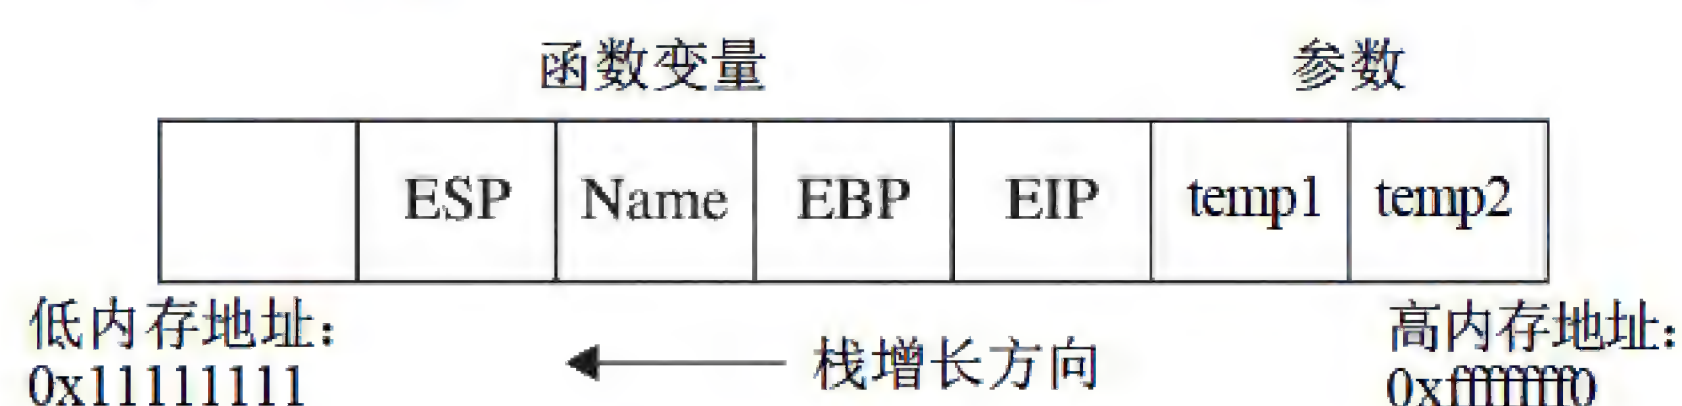 函数变量 参数
ESP Name EBP EIP temp1 temp2
低内存地址： 高内存地址：
0x11111111 栈增长方向 0xfffffff0